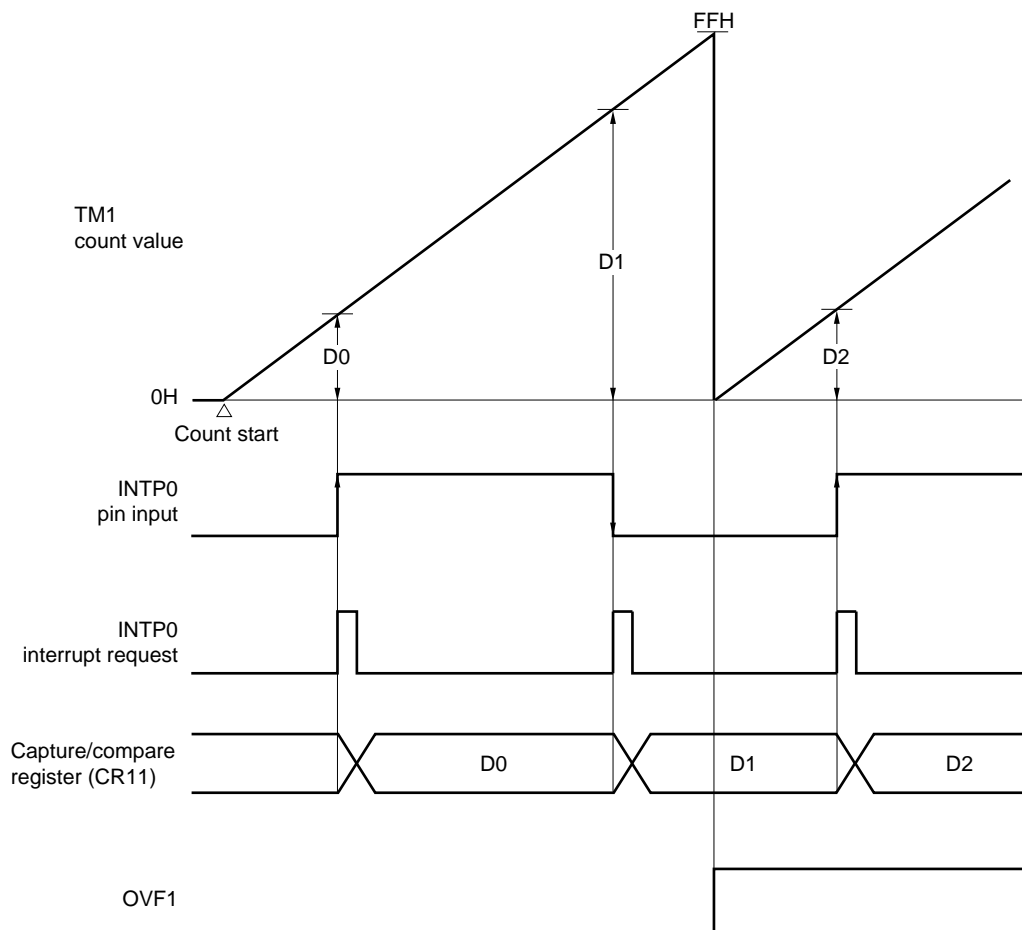 FFH
TM1
count value
D1
D0
D2
0H
Count start
INTP0
pin input
INTP0
interrupt request
Capture/compare
register (CR11)
D0
D1
D2
OVF1